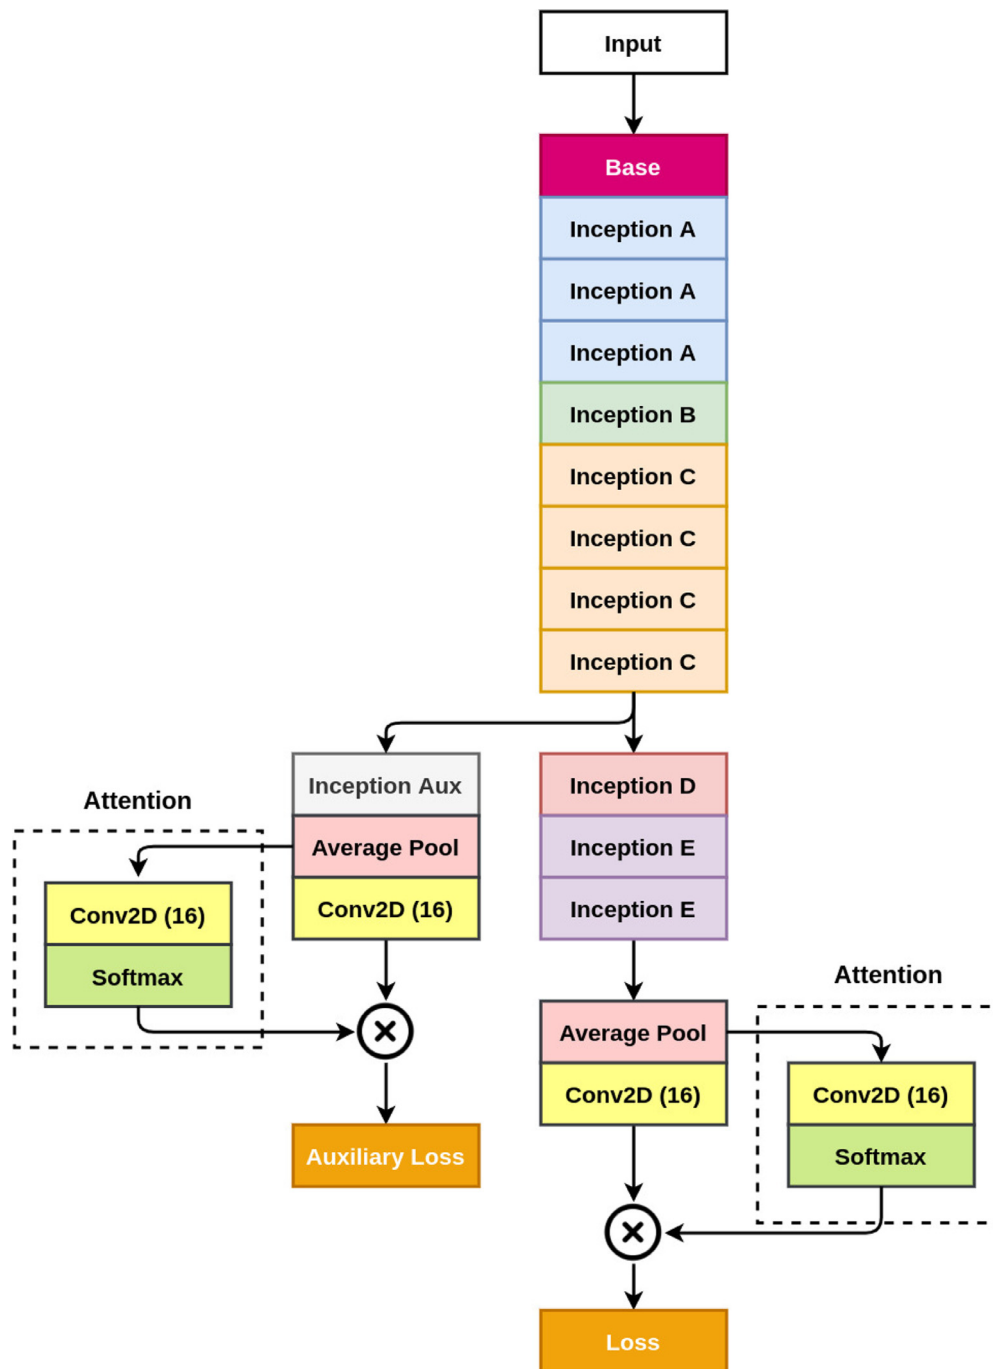 Input
Base
Inception A
Inception A
Inception A
Inception B
Inception C
Inception C
Inception C
Inception C
Inception Aux
Average Pool
Conv2D (16)
Attention
Conv2D (16)
Softmax
Auxiliary Loss
Inception D
Inception E
Inception E
Average Pool
Conv2D (16)
Attention
Conv2D (16)
Softmax
Loss